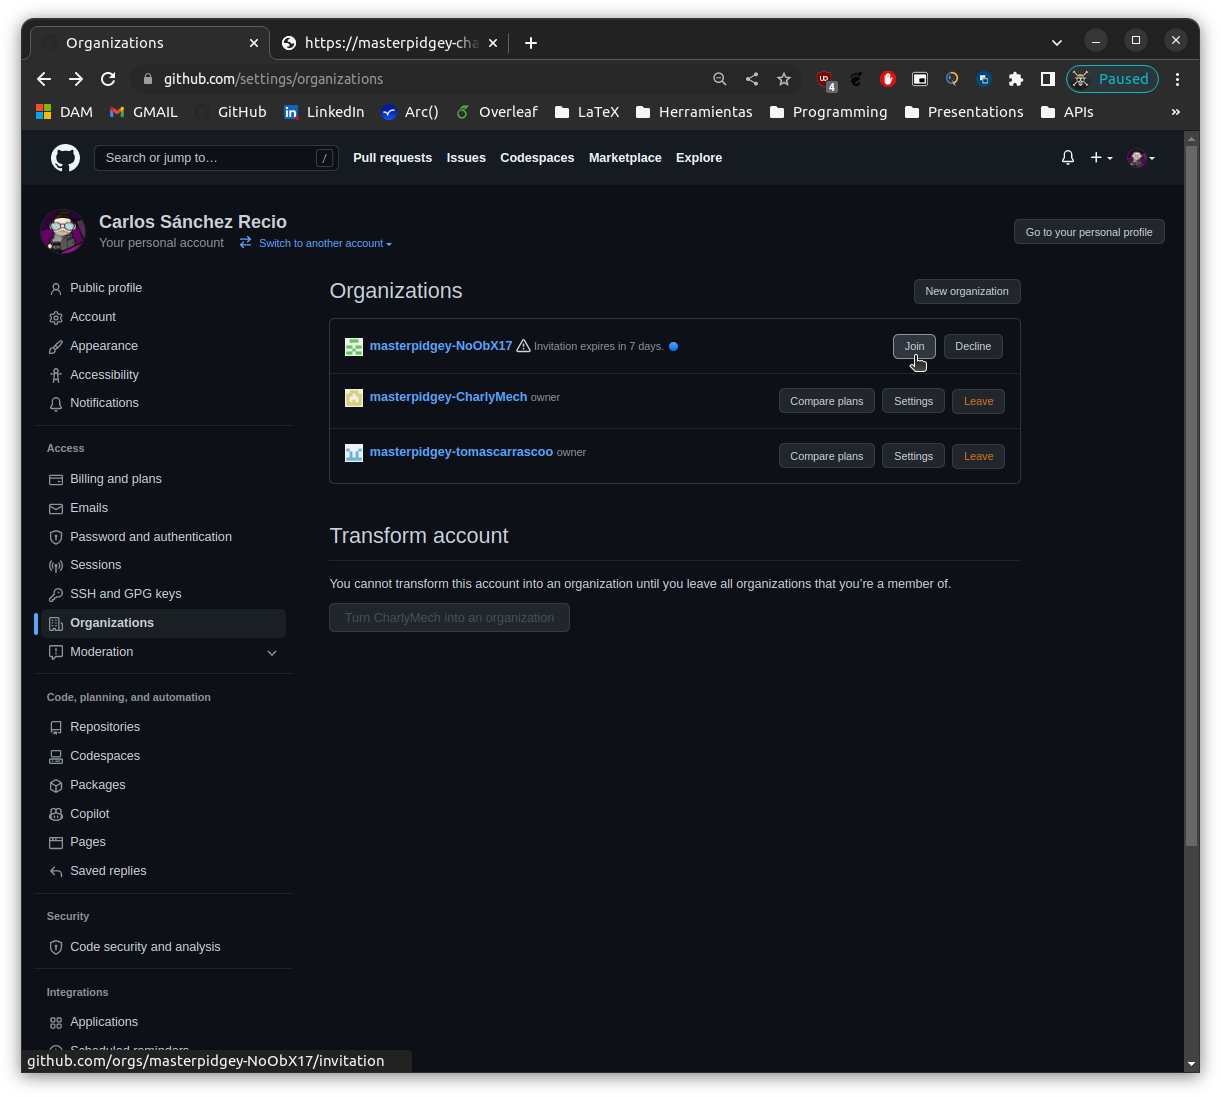 Organizations
https://masterpidgey-cha
github.com/settings/organizations
4
Paused
DAM
GMAIL
GitHub
LinkedIn
Arc()
Overleaf
LaTeX
Herramientas
Programming
Presentations
APIs
»
Search or jump to…
/
Pull requests
Issues
Codespaces
Marketplace
Explore
Carlos Sánchez Recio
Your personal account
Switch to another account
Go to your personal profile
Public profile
Account
Appearance
Accessibility
Notifications
Access
Billing and plans
Emails
Password and authentication
Sessions
SSH and GPG keys
Organizations
Moderation
Code, planning, and automation
Repositories
Codespaces
Packages
Copilot
Pages
Saved replies
Security
Code security and analysis
Integrations
Applications
Scheduled reminders
Organizations
New organization
masterpidgey-NoObX17 Invitation expires in 7 days.
Join
Decline
masterpidgey-CharlyMech owner
Compare plans
Settings
Leave
masterpidgey-tomascarrascoo owner
Compare plans
Settings
Leave
Transform account
You cannot transform this account into an organization until you leave all organizations that you’re a member of.
Turn CharlyMech into an organization
github.com/orgs/masterpidgey-NoObX17/invitation